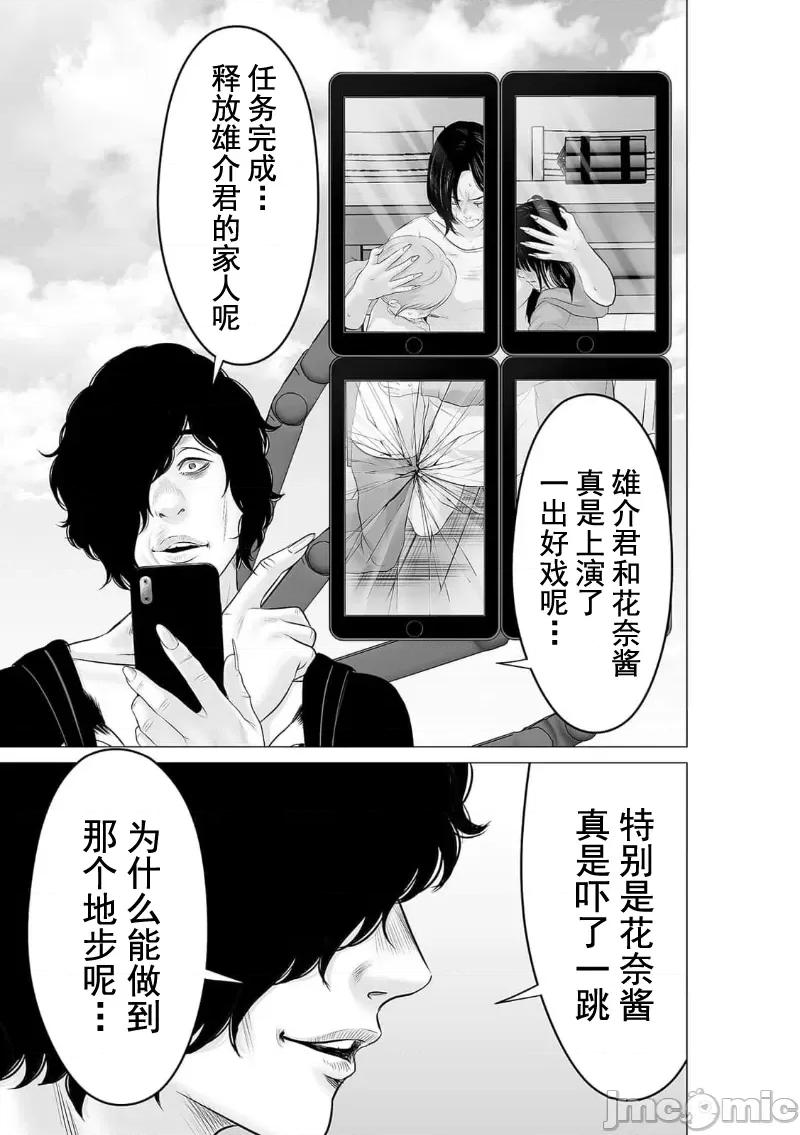 任务完成…
释放雄介君的家人呢
雄介君和花奈酱
真是上演了
一出好戏呢…
特别是花奈酱
真是吓了一跳
为什么能做到
那个地步呢…
jmcomic